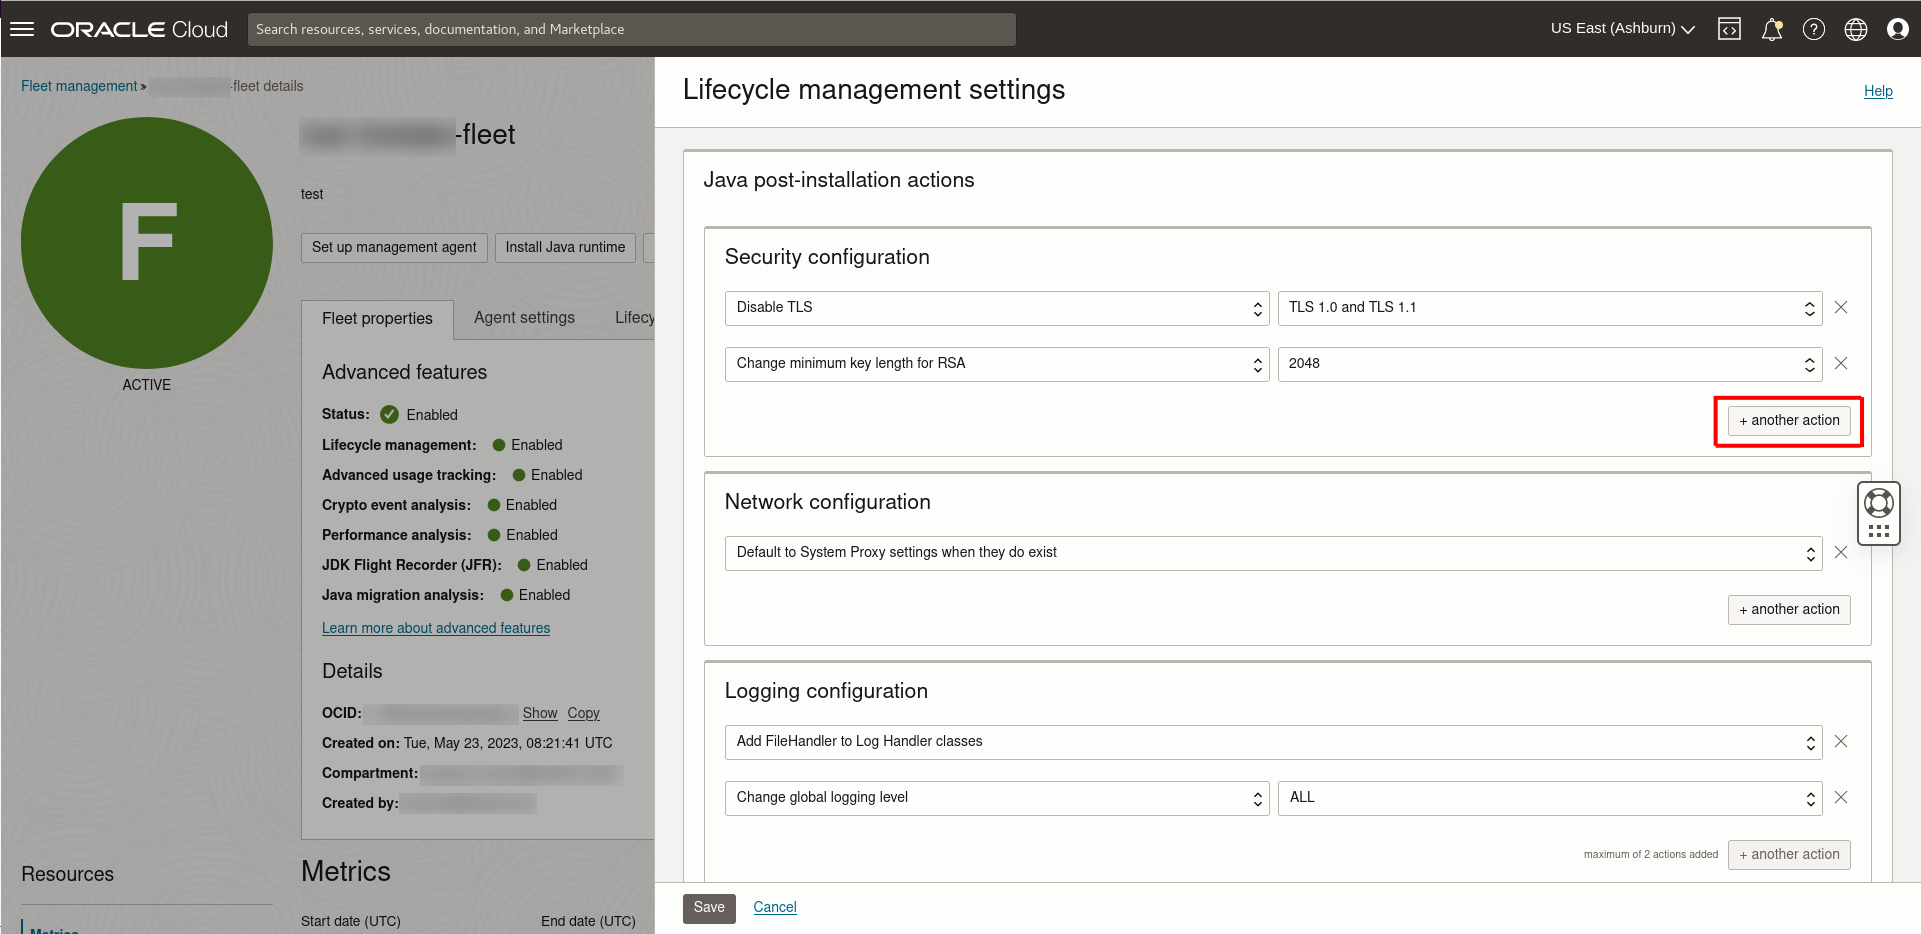 ORACLE Cloud
Search resources, services, documentation, and Marketplace
US East (Ashburn)
Fleet management » -fleet details
F
ACTIVE
-fleet
test
Set up management agent
Install Java runtime
Fleet properties
Agent settings
Lifecy
Advanced features
Status: Enabled
Lifecycle management: Enabled
Advanced usage tracking: Enabled
Crypto event analysis: Enabled
Performance analysis: Enabled
JDK Flight Recorder (JFR): Enabled
Java migration analysis: Enabled
Learn more about advanced features
Details
OCID: Show Copy
Created on: Tue, May 23, 2023, 08:21:41 UTC
Compartment:
Created by:
Resources
Metrics
Metrics
Start date (UTC)
End date (UTC)
Lifecycle management settings
Help
Java post-installation actions
Security configuration
Disable TLS
TLS 1.0 and TLS 1.1
Change minimum key length for RSA
2048
+ another action
Network configuration
Default to System Proxy settings when they do exist
+ another action
Logging configuration
Add FileHandler to Log Handler classes
Change global logging level
ALL
maximum of 2 actions added
+ another action
Save
Cancel